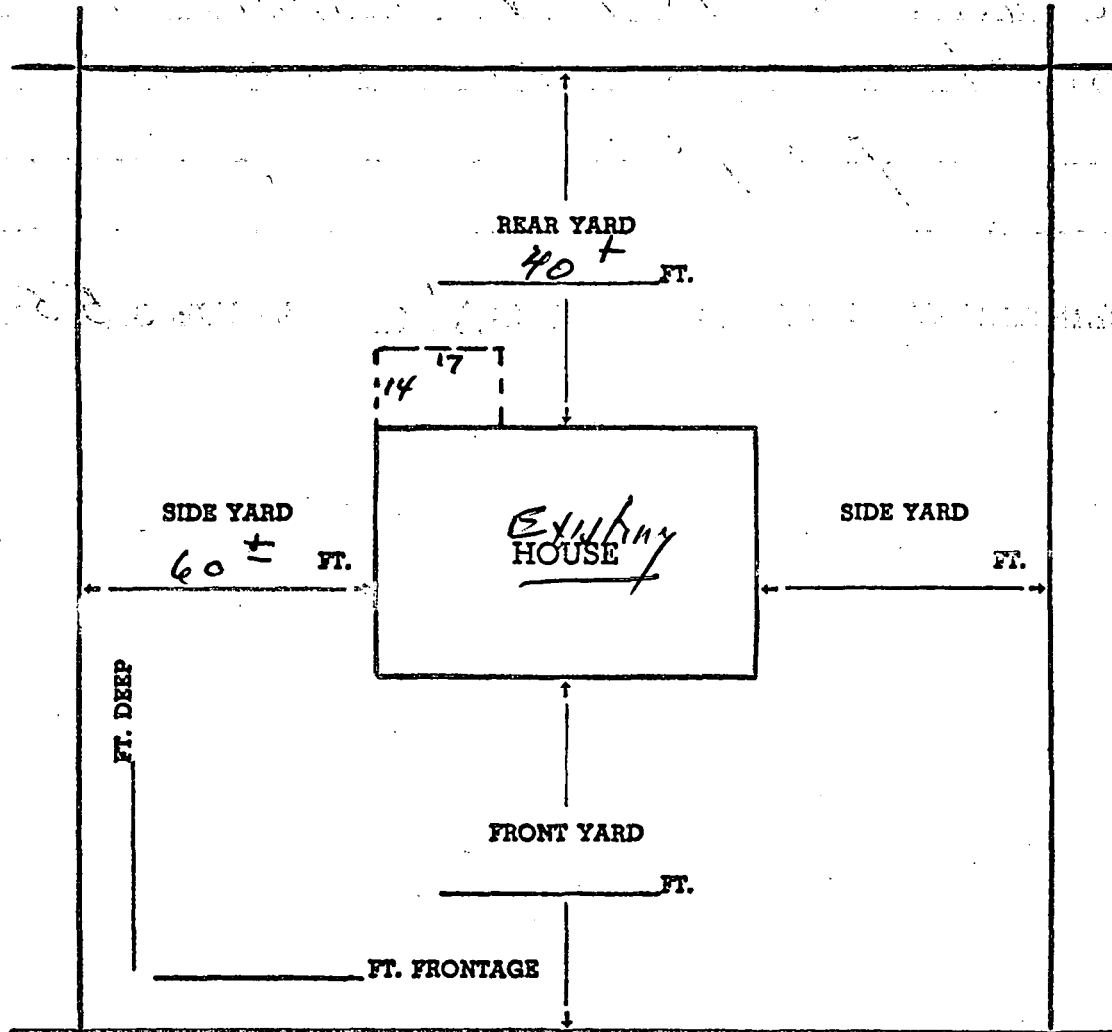 REAR YARD
40 + FT.
17
14
SIDE YARD
60 ± FT.
Existing
HOUSE
SIDE YARD
FT.
FT. DEEP
FRONT YARD
FT.
FT. FRONTAGE